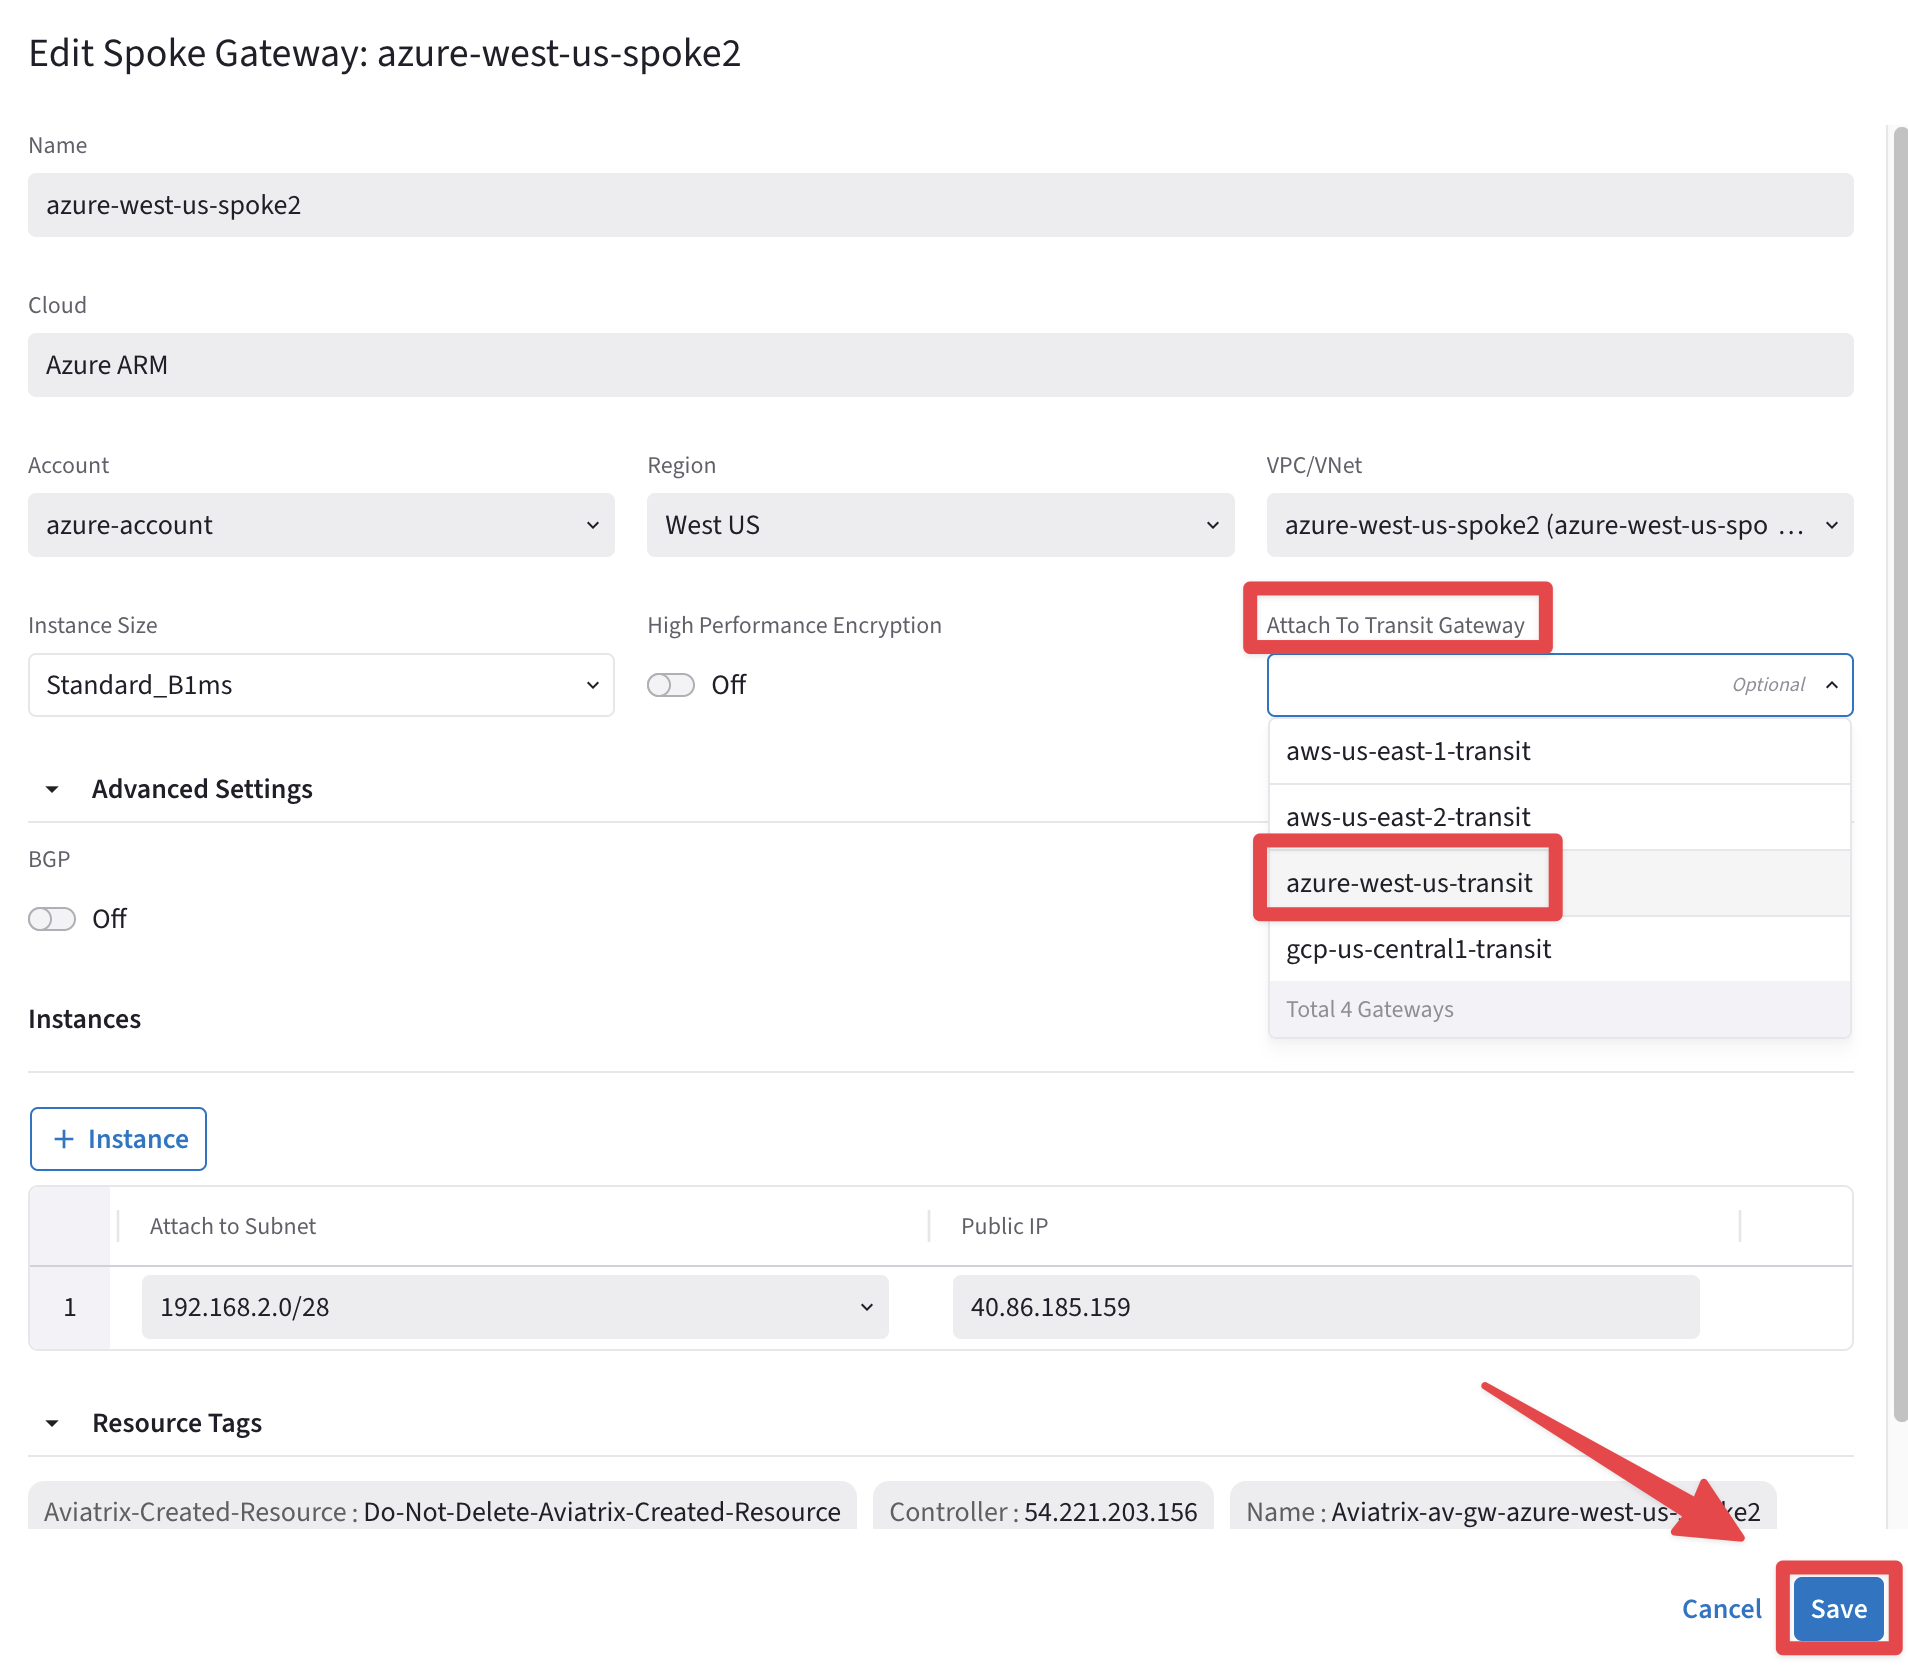 Edit Spoke Gateway: azure-west-us-spoke2
Name
azure-west-us-spoke2
Cloud
Azure ARM
Account
Region
VPC/VNet
azure-account
West US
azure-west-us-spoke2 (azure-west-us-spo ...
Instance Size
High Performance Encryption
Attach To Transit Gateway
Standard_B1ms
Off
Optional
aws-us-east-1-transit
aws-us-east-2-transit
azure-west-us-transit
gcp-us-central1-transit
Total 4 Gateways
Advanced Settings
BGP
Off
Instances
+ Instance
Attach to Subnet
Public IP
1
192.168.2.0/28
40.86.185.159
Resource Tags
Aviatrix-Created-Resource : Do-Not-Delete-Aviatrix-Created-Resource
Controller : 54.221.203.156
Name : Aviatrix-av-gw-azure-west-us-
Cancel
Save